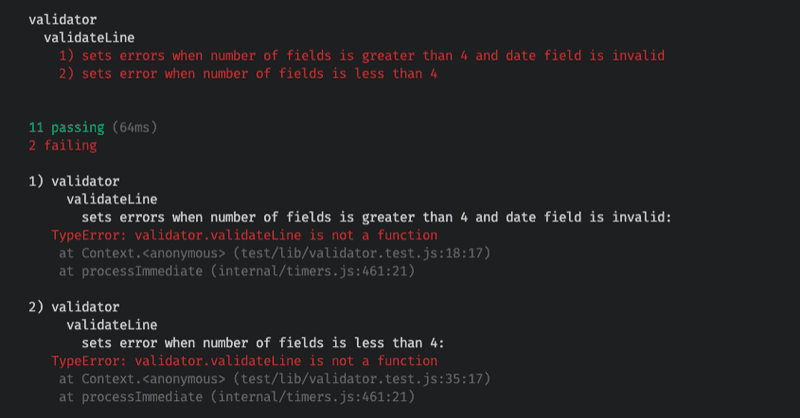 validator
validateLine
1) sets errors when number of fields is greater than 4 and date field is invalid
2) sets error when number of fields is less than 4
11 passing (64ms)
2 failing
1) validator
validateLine
sets errors when number of fields is greater than 4 and date field is invalid:
TypeError: validator.validateLine is not a function
at Context.<anonymous> (test/lib/validator.test.js:18:17)
at processImmediate (internal/timers.js:461:21)
2) validator
validateLine
sets error when number of fields is less than 4:
TypeError: validator.validateLine is not a function
at Context.<anonymous> (test/lib/validator.test.js:35:17)
at processImmediate (internal/timers.js:461:21)